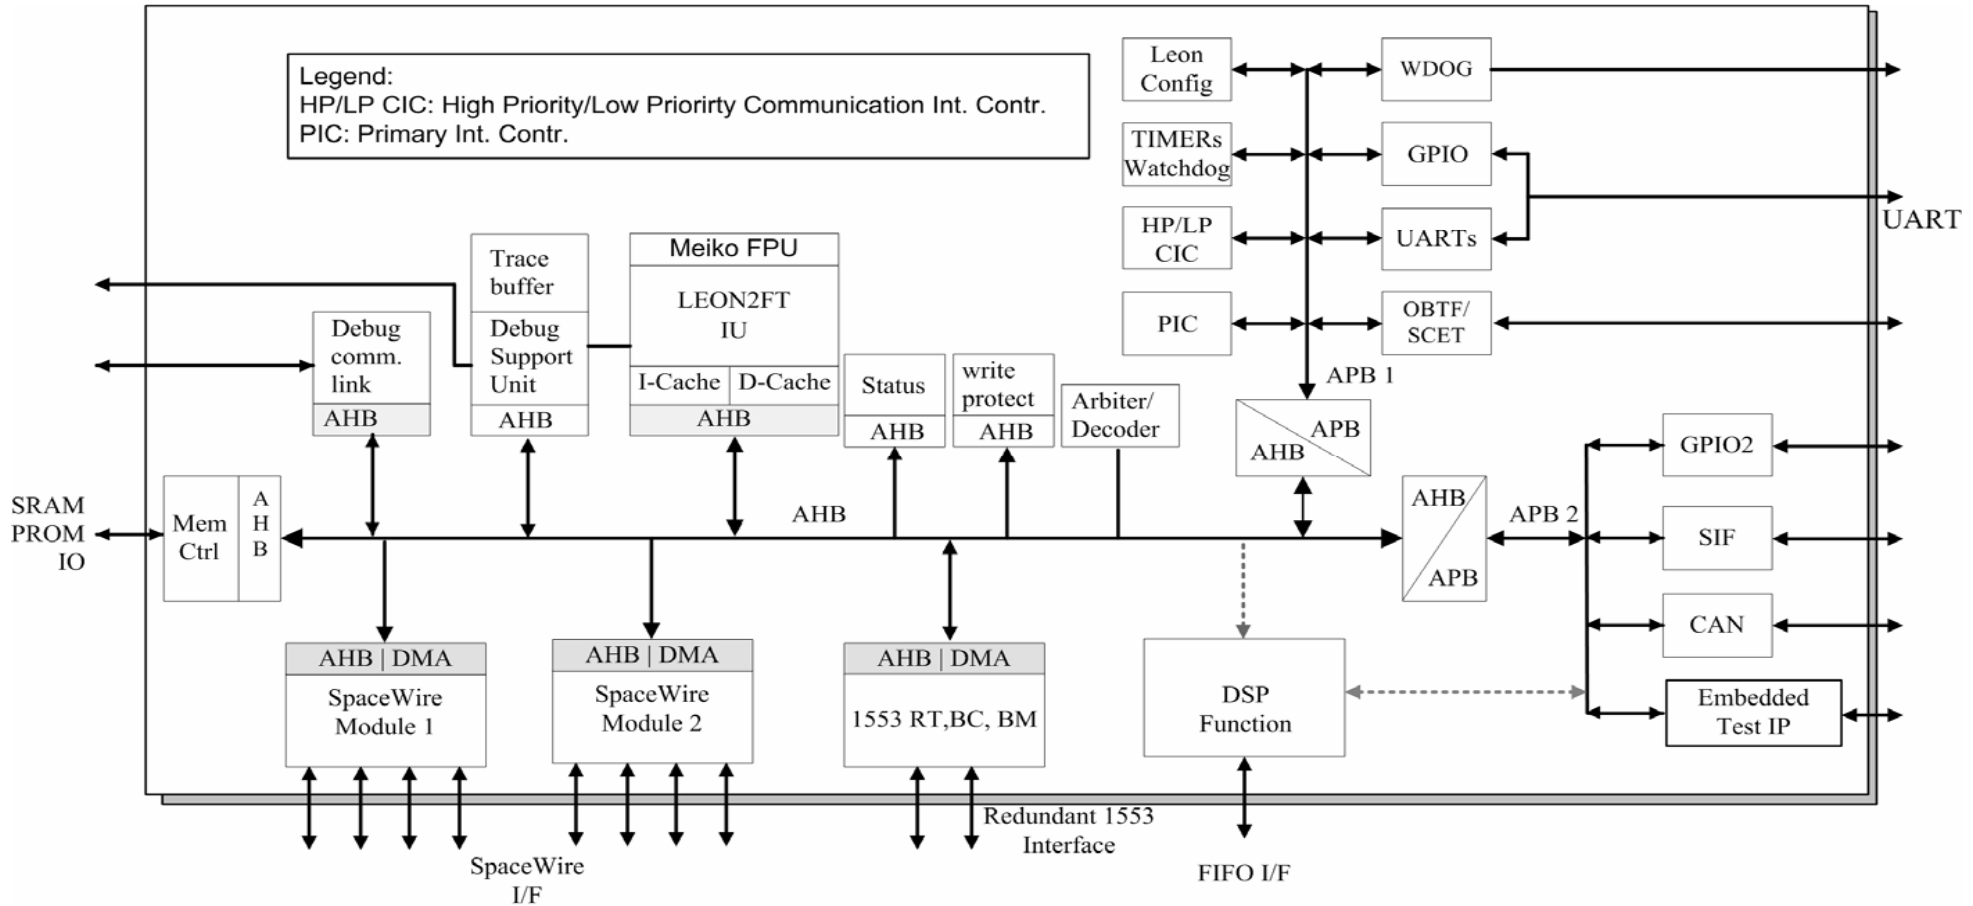 Legend:
HP/LP CIC: High Priority/Low Priorirty Communication Int. Contr.
PIC: Primary Int. Contr.
Leon
Config
WDOG
TIMERs
Watchdog
GPIO
HP/LP
CIC
UARTs
UART
PIC
OBTF/
SCET
APB 1
Trace
buffer
Debug
Support
Unit
AHB
Meiko FPU
LEON2FT
IU
I-Cache
D-Cache
AHB
Debug
comm.
link
AHB
Status
AHB
write
protect
AHB
Arbiter/
Decoder
APB
AHB
SRAM
PROM
IO
Mem
Ctrl
A
H
B
AHB
AHB
APB
APB 2
GPIO2
SIF
CAN
Embedded
Test IP
AHB | DMA
SpaceWire
Module 1
AHB | DMA
SpaceWire
Module 2
AHB | DMA
1553 RT,BC, BM
DSP
Function
SpaceWire
I/F
Redundant 1553
Interface
FIFO I/F